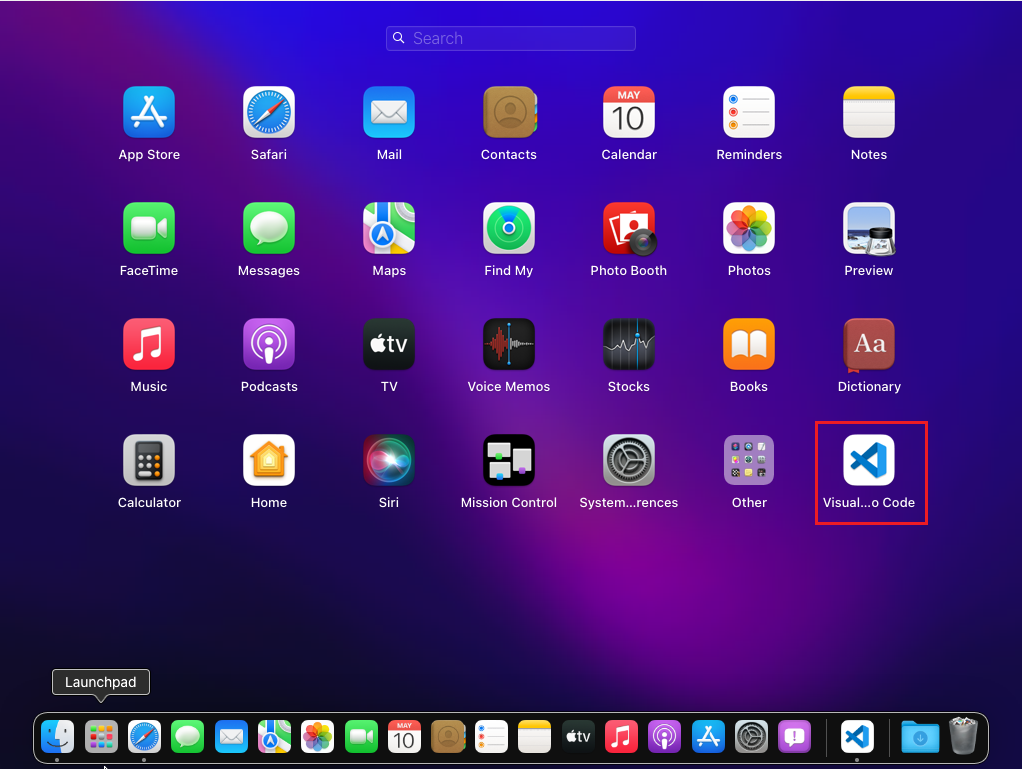 Search
App Store
Safari
Mail
MAY
10
Contacts
Calendar
Reminders
Notes
FaceTime
Messages
Maps
Find My
Photo Booth
Photos
Preview
tv
Aa
Music
Podcasts
TV
Voice Memos
Stocks
Books
Dictionary
Calculator
Home
Siri
Mission Control
System...rences
Other
Visual...o Code
Launchpad
MAY
10
tv